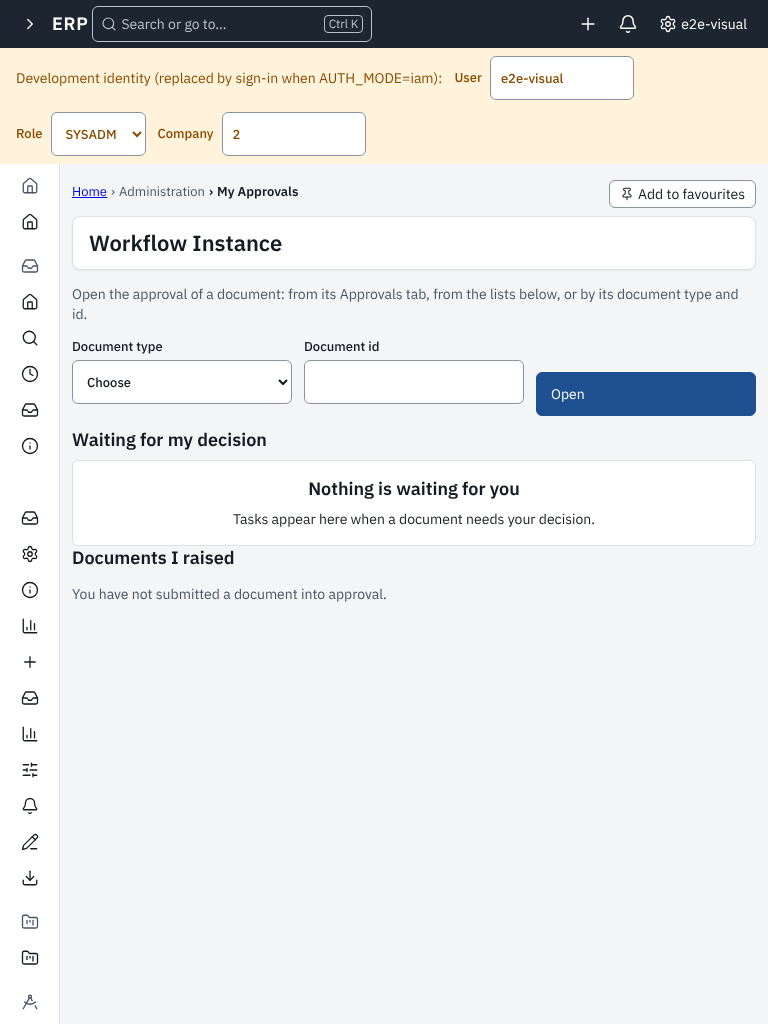 ERP Search or go to... Ctrl K e2e-visual
Development identity (replaced by sign-in when AUTH_MODE=iam): User e2e-visual
Role SYSADM Company 2
Home › Administration › My Approvals Add to favourites
Workflow Instance
Open the approval of a document: from its Approvals tab, from the lists below, or by its document type and
id.
Document type Document id
Choose
Open
Waiting for my decision
Nothing is waiting for you
Tasks appear here when a document needs your decision.
Documents I raised
You have not submitted a document into approval.